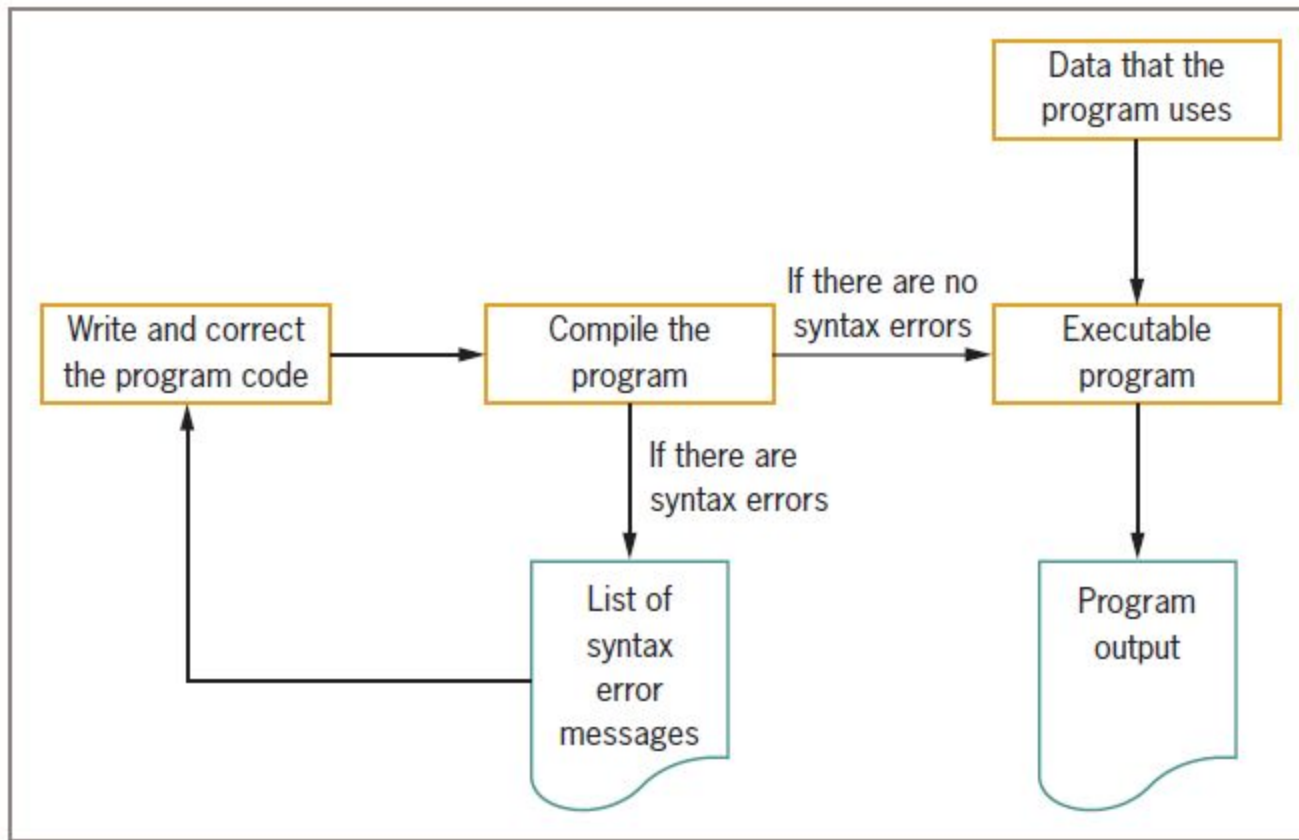 Data that the
program uses
If there are no
syntax errors
Write and correct
the program code
Compile the
program
Executable
program
If there are
syntax errors
List of
syntax
error
messages
Program
output